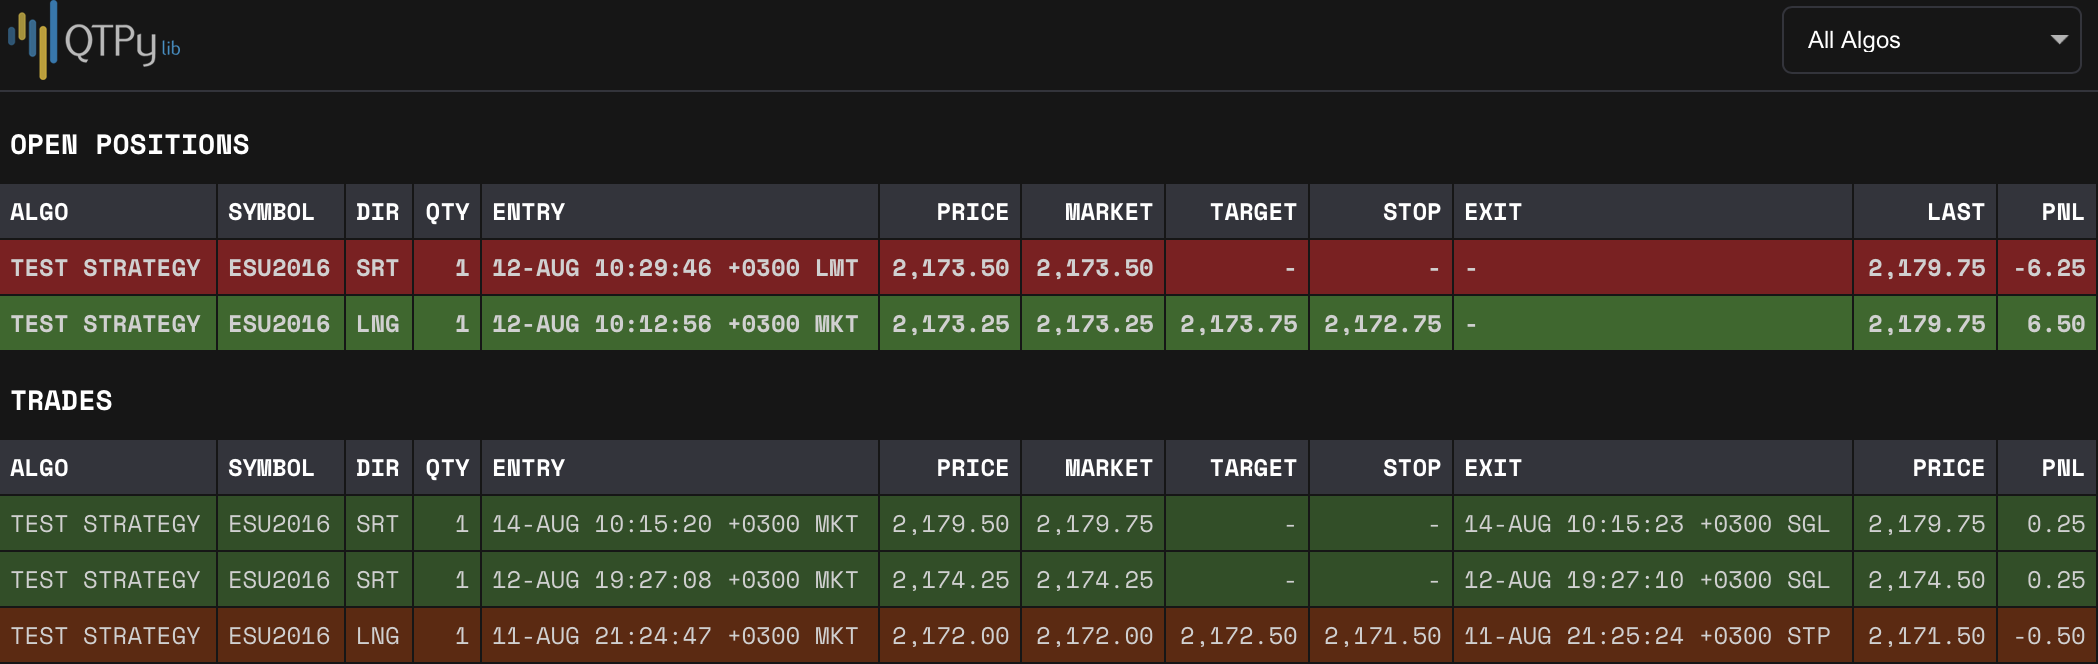 QTPy lib
All Algos
OPEN POSITIONS
ALGO SYMBOL DIR QTY ENTRY PRICE MARKET TARGET STOP EXIT LAST PNL
TEST STRATEGY ESU2016 SRT 1 12-AUG 10:29:46 +0300 LMT 2,173.50 2,173.50 - - - 2,179.75 -6.25
TEST STRATEGY ESU2016 LNG 1 12-AUG 10:12:56 +0300 MKT 2,173.25 2,173.25 2,173.75 2,172.75 - 2,179.75 6.50
TRADES
ALGO SYMBOL DIR QTY ENTRY PRICE MARKET TARGET STOP EXIT PRICE PNL
TEST STRATEGY ESU2016 SRT 1 14-AUG 10:15:20 +0300 MKT 2,179.50 2,179.75 - - 14-AUG 10:15:23 +0300 SGL 2,179.75 0.25
TEST STRATEGY ESU2016 SRT 1 12-AUG 19:27:08 +0300 MKT 2,174.25 2,174.25 - - 12-AUG 19:27:10 +0300 SGL 2,174.50 0.25
TEST STRATEGY ESU2016 LNG 1 11-AUG 21:24:47 +0300 MKT 2,172.00 2,172.00 2,172.50 2,171.50 11-AUG 21:25:24 +0300 STP 2,171.50 -0.50